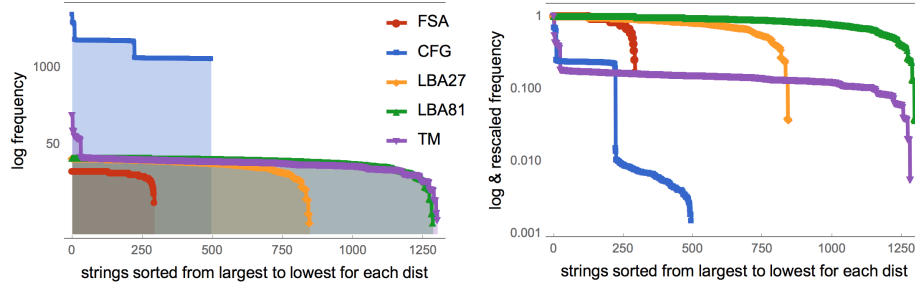 log frequency
1000
50
0
250
500
750
1000
1250
strings sorted from largest to lowest for each dist
FSA
CFG
LBA27
LBA81
TM
log & rescaled frequency
1
0.100
0.010
0.001
0
250
500
750
1000
1250
strings sorted from largest to lowest for each dist